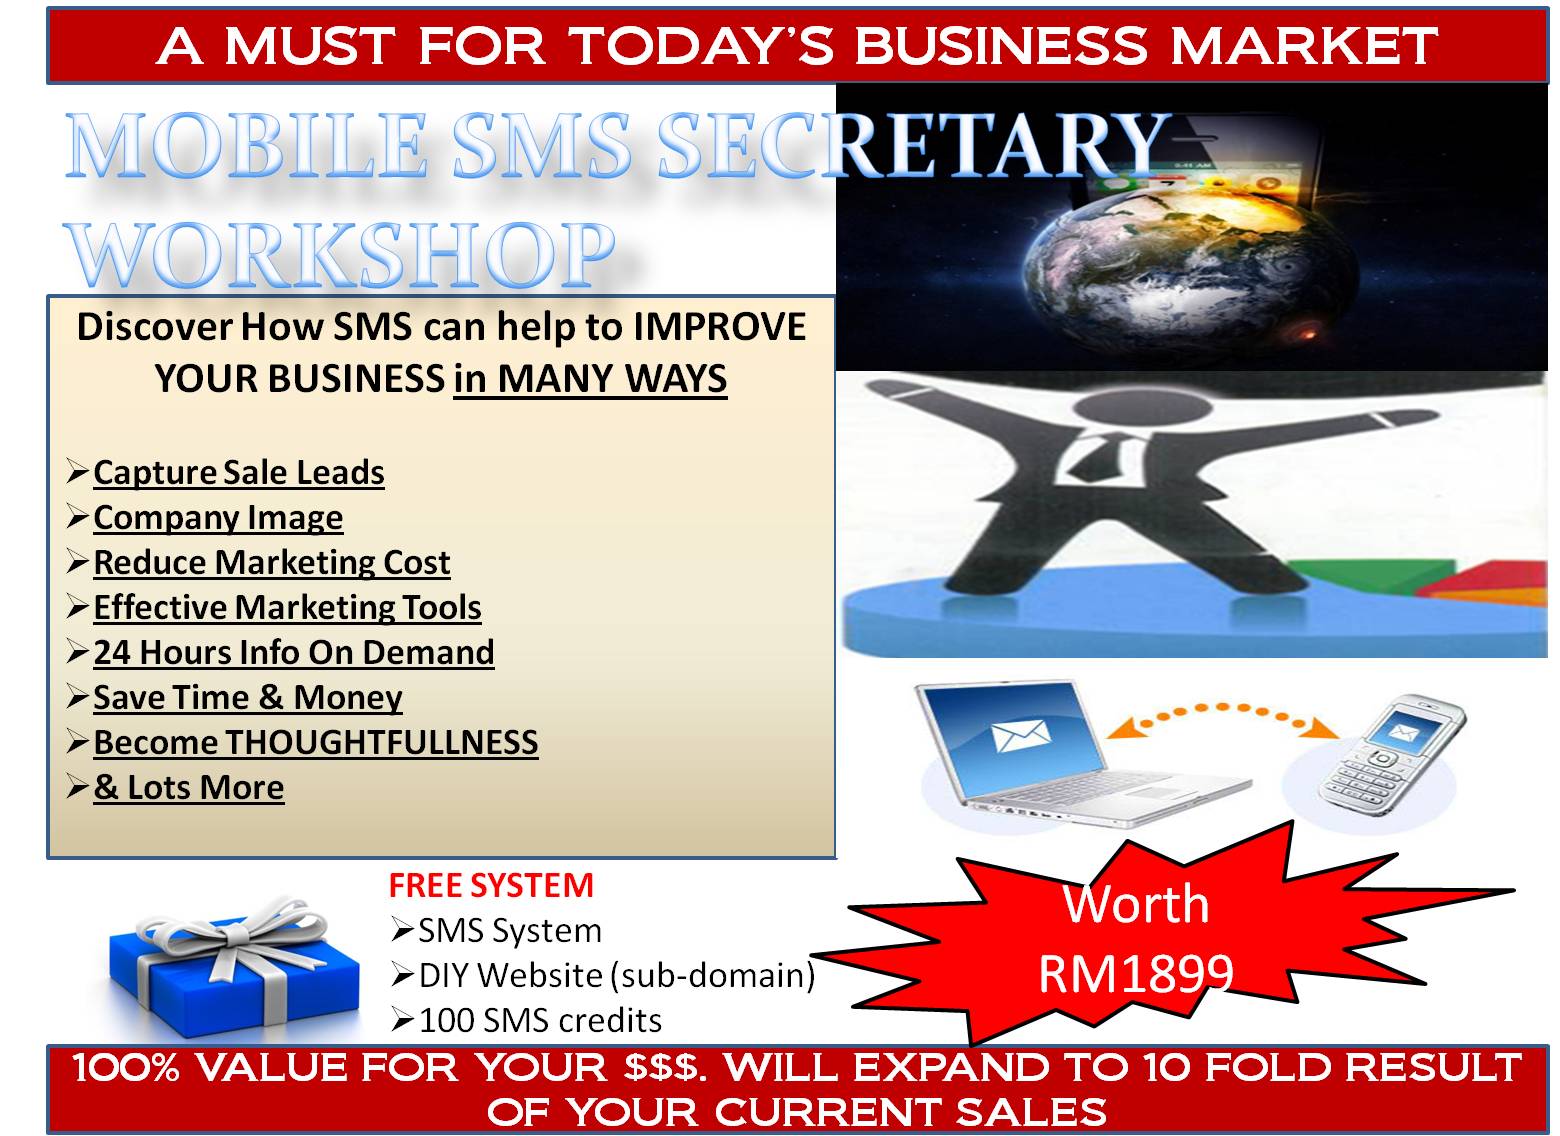 A MUST FOR TODAY'S BUSINESS MARKET
MOBILE SMS SECRETARY
WORKSHOP
Discover How SMS can help to IMPROVE
YOUR BUSINESS in MANY WAYS
➢Capture Sale Leads
➢Company Image
➢Reduce Marketing Cost
➢Effective Marketing Tools
➢24 Hours Info On Demand
➢Save Time & Money
➢Become THOUGHTFULLNESS
➢& Lots More
FREE SYSTEM
➢SMS System
➢DIY Website (sub-domain)
➢100 SMS credits
Worth
RM1899
100% VALUE FOR YOUR $$$. WILL EXPAND TO 10 FOLD RESULT
OF YOUR CURRENT SALES